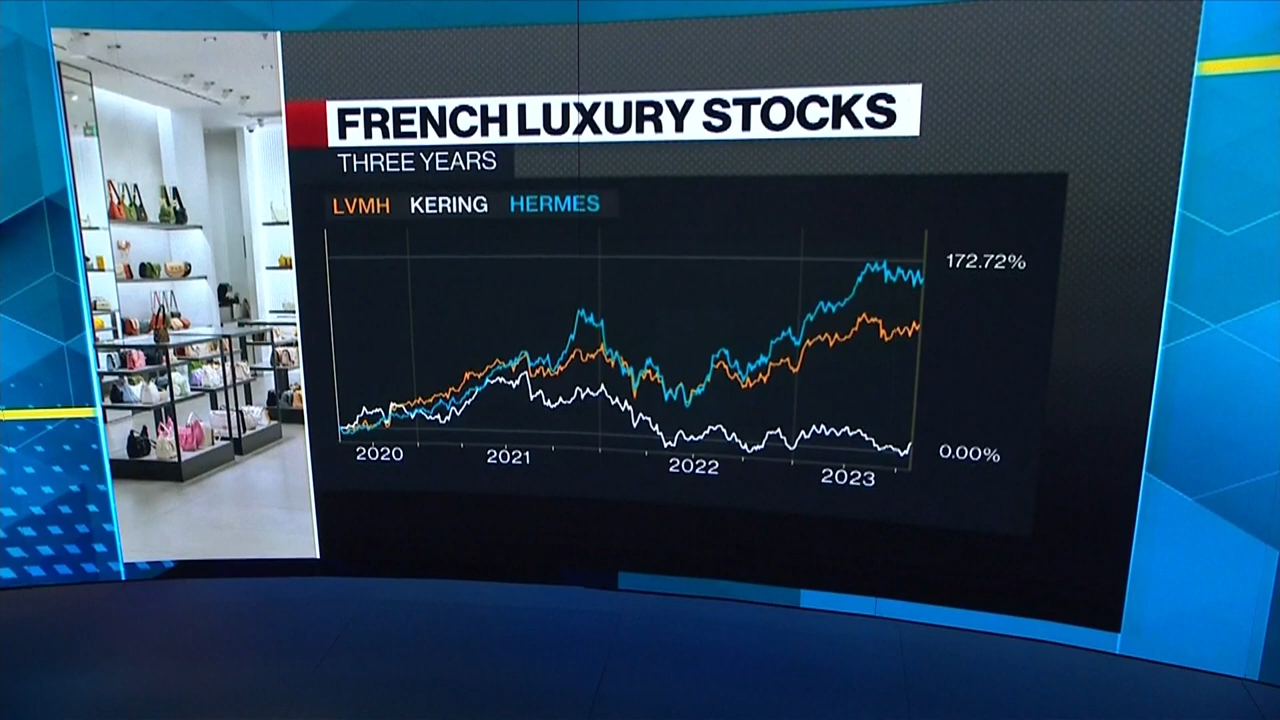 FRENCH LUXURY STOCKS
THREE YEARS
LVMH KERING HERMES
172.72%
0.00%
2020 2021 2022 2023